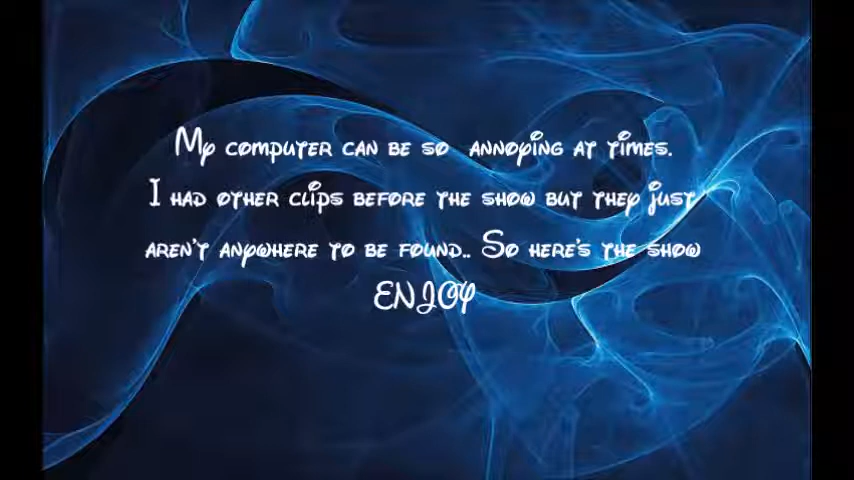 My computer can be so annoying at times.
I had other clips before the show but they just
aren't anywhere to be found.. So here's the show
ENJOY